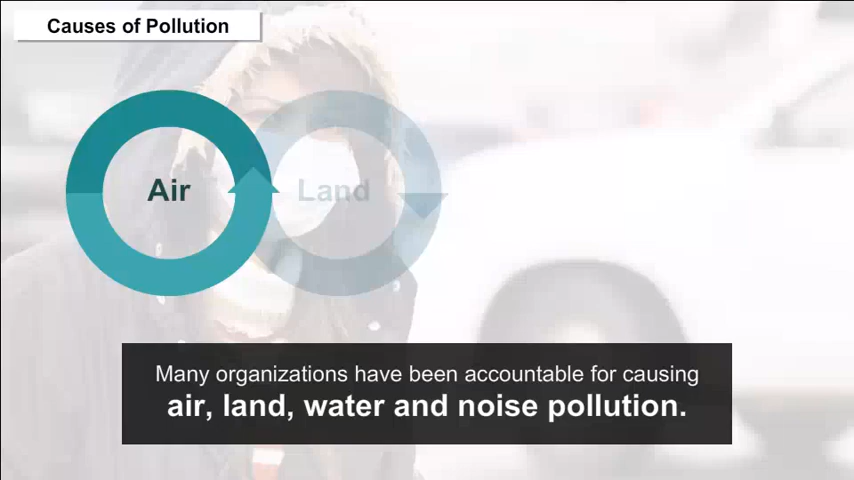 Causes of Pollution
Air
Land
Many organizations have been accountable for causing
air, land, water and noise pollution.